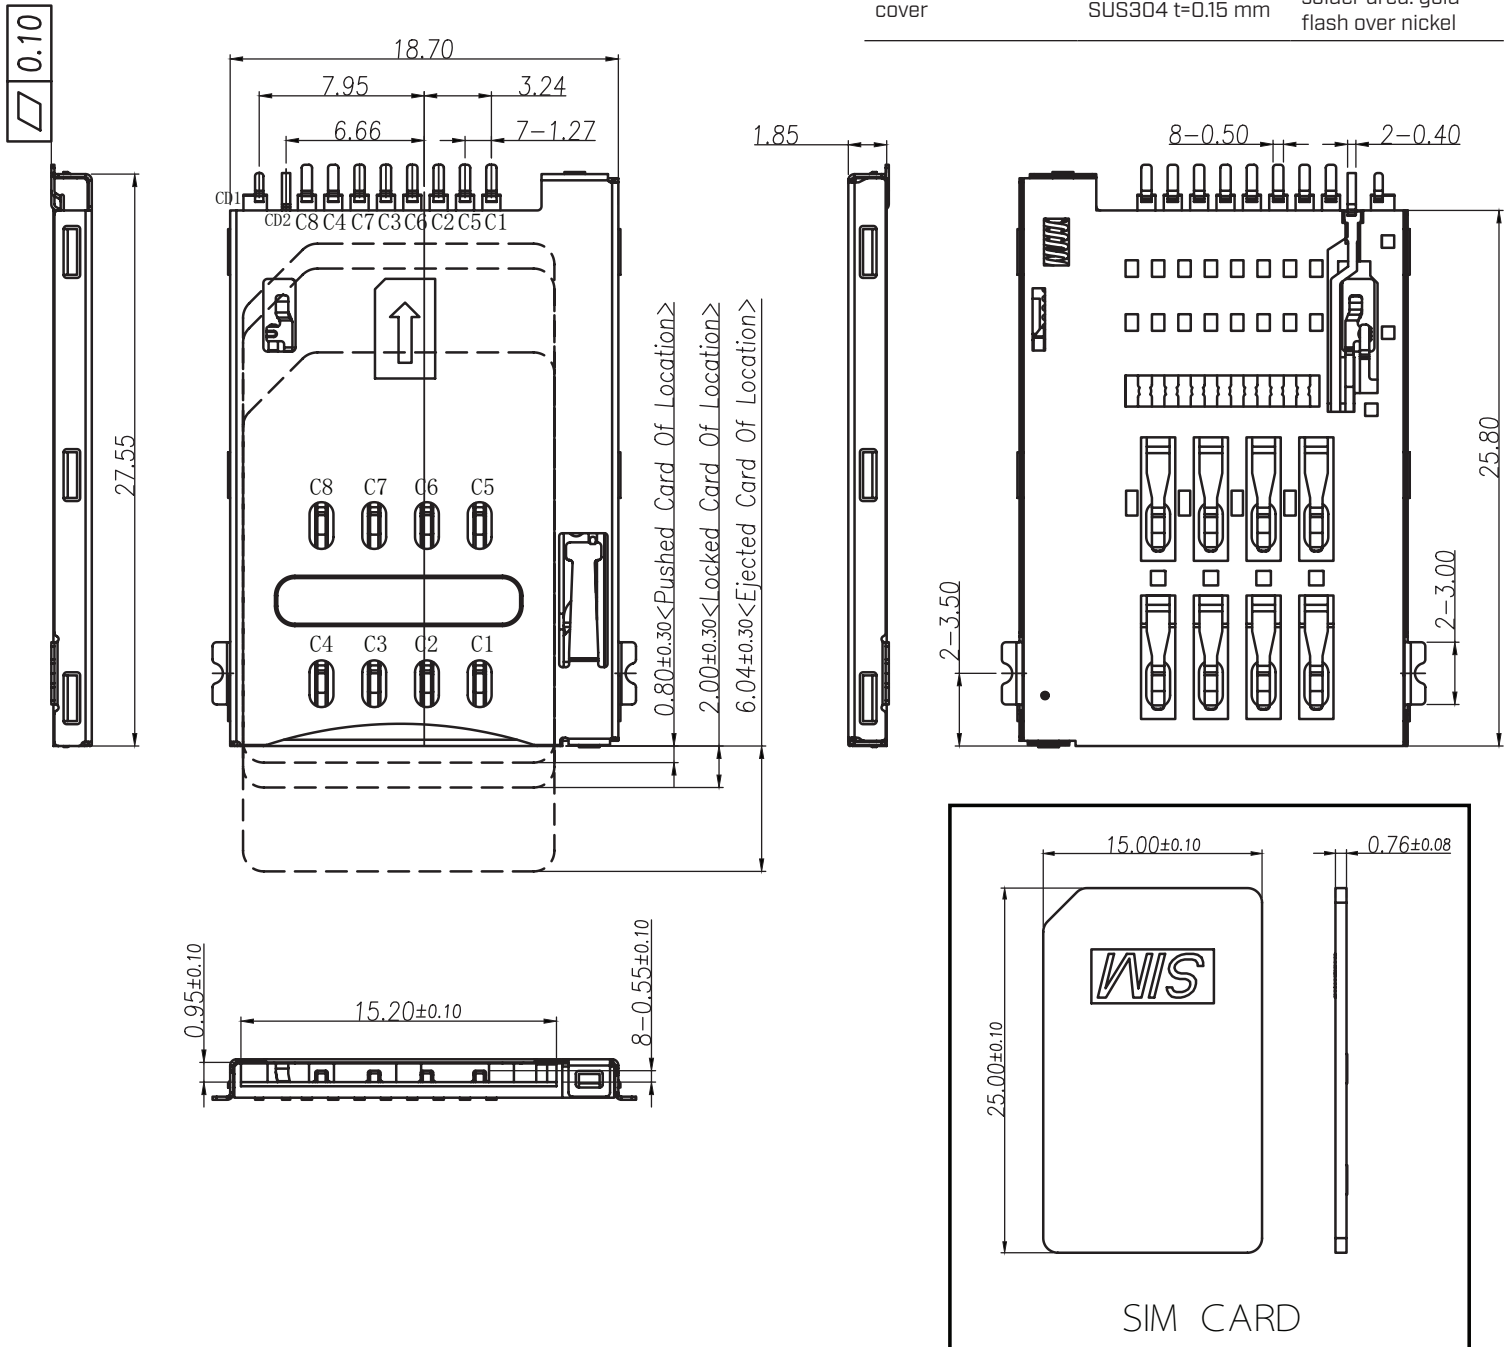 cover
SUS304 t=0.15 mm
flash over nickel
0.10
18.70
7.95
3.24
6.66
7-1.27
1.85
8-0.50
2-0.40
CD1
CD2 C8 C4 C7 C3 C6 C2 C5 C1
27.55
0.80±0.30<Pushed Card Of Location>
2.00±0.30<Locked Card Of Location>
6.04±0.30<Ejected Card Of Location>
25.80
C8 C7 C6 C5
C4 C3 C2 C1
2-3.50
2-3.00
15.00±0.10
0.76±0.08
SIM
25.00±0.10
SIM CARD
0.95±0.10
15.20±0.10
8-0.55±0.10